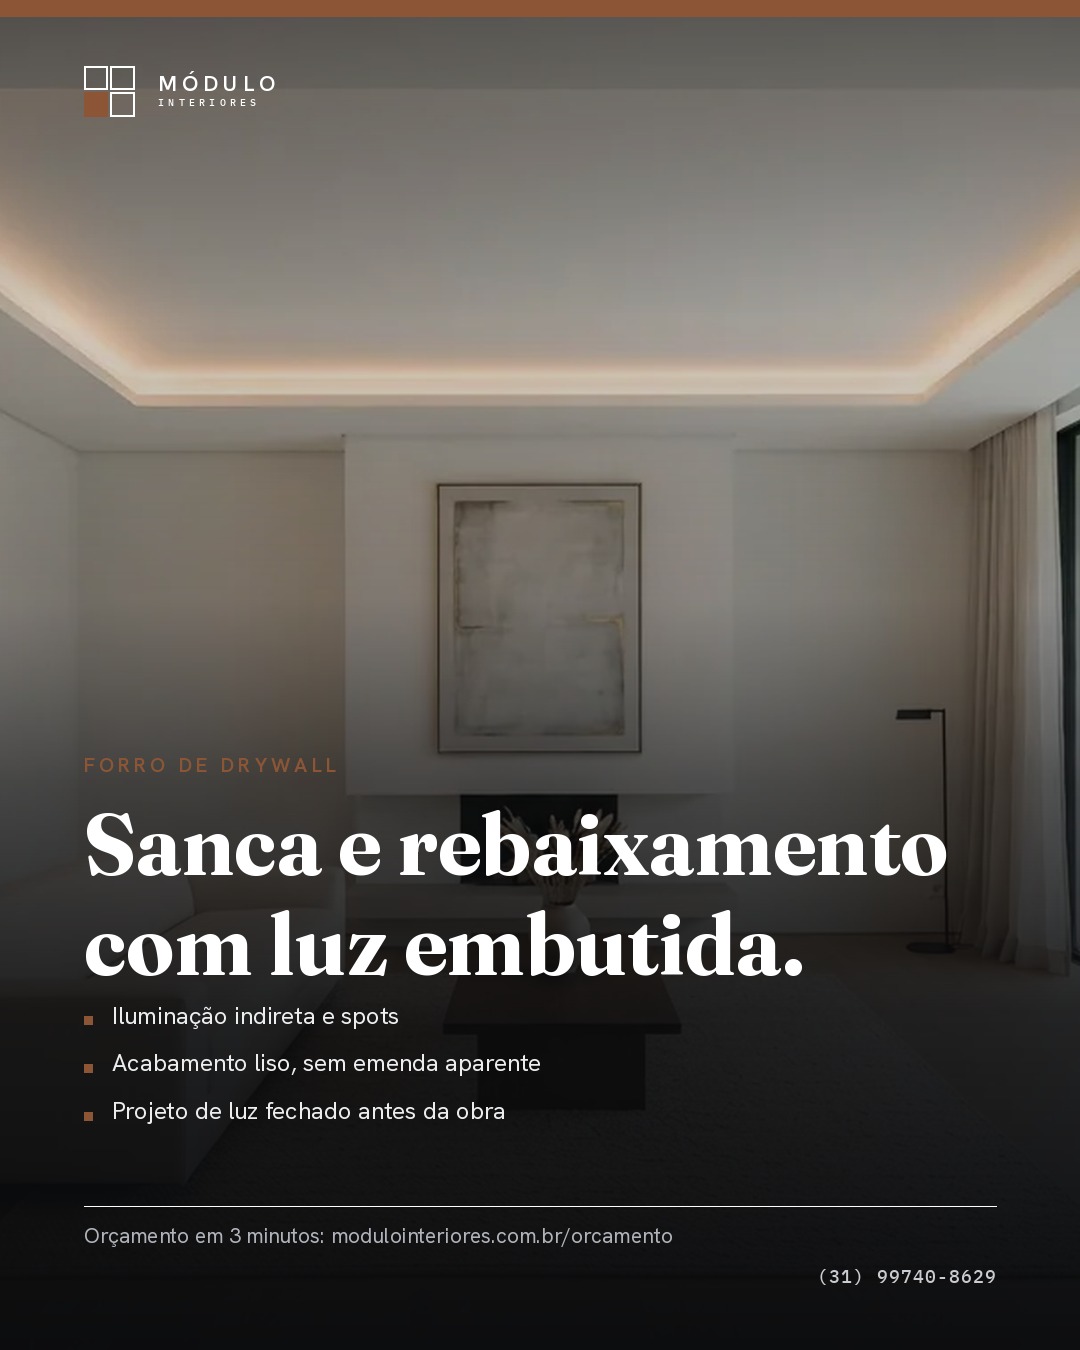 MÓDULO
INTERIORES
FORRO DE DRYWALL
Sanca e rebaixamento
com luz embutida.
Iluminação indireta e spots
Acabamento liso, sem emenda aparente
Projeto de luz fechado antes da obra
Orçamento em 3 minutos: modulointeriores.com.br/orcamento
(31) 99740-8629